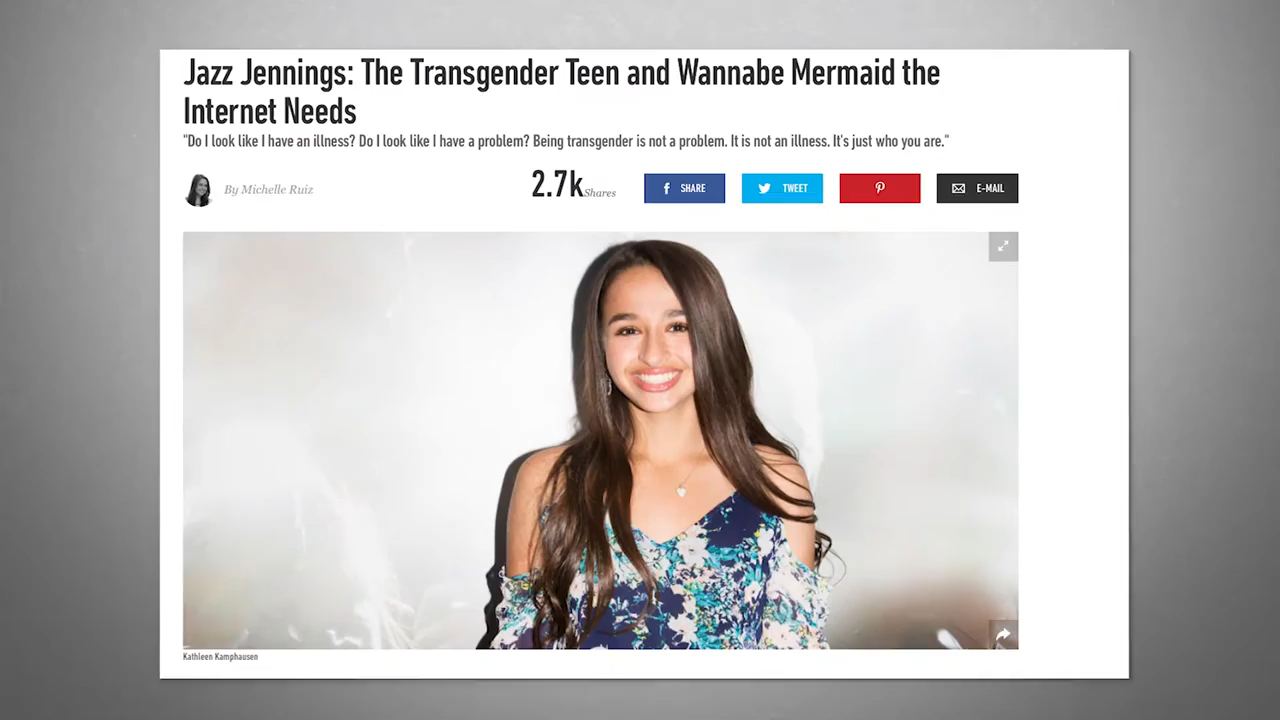 Jazz Jennings: The Transgender Teen and Wannabe Mermaid the
Internet Needs
"Do I look like I have an illness? Do I look like I have a problem? Being transgender is not a problem. It is not an illness. It's just who you are."
By Michelle Ruiz
2.7k Shares
SHARE
TWEET
E-MAIL
Kathleen Kamphausen